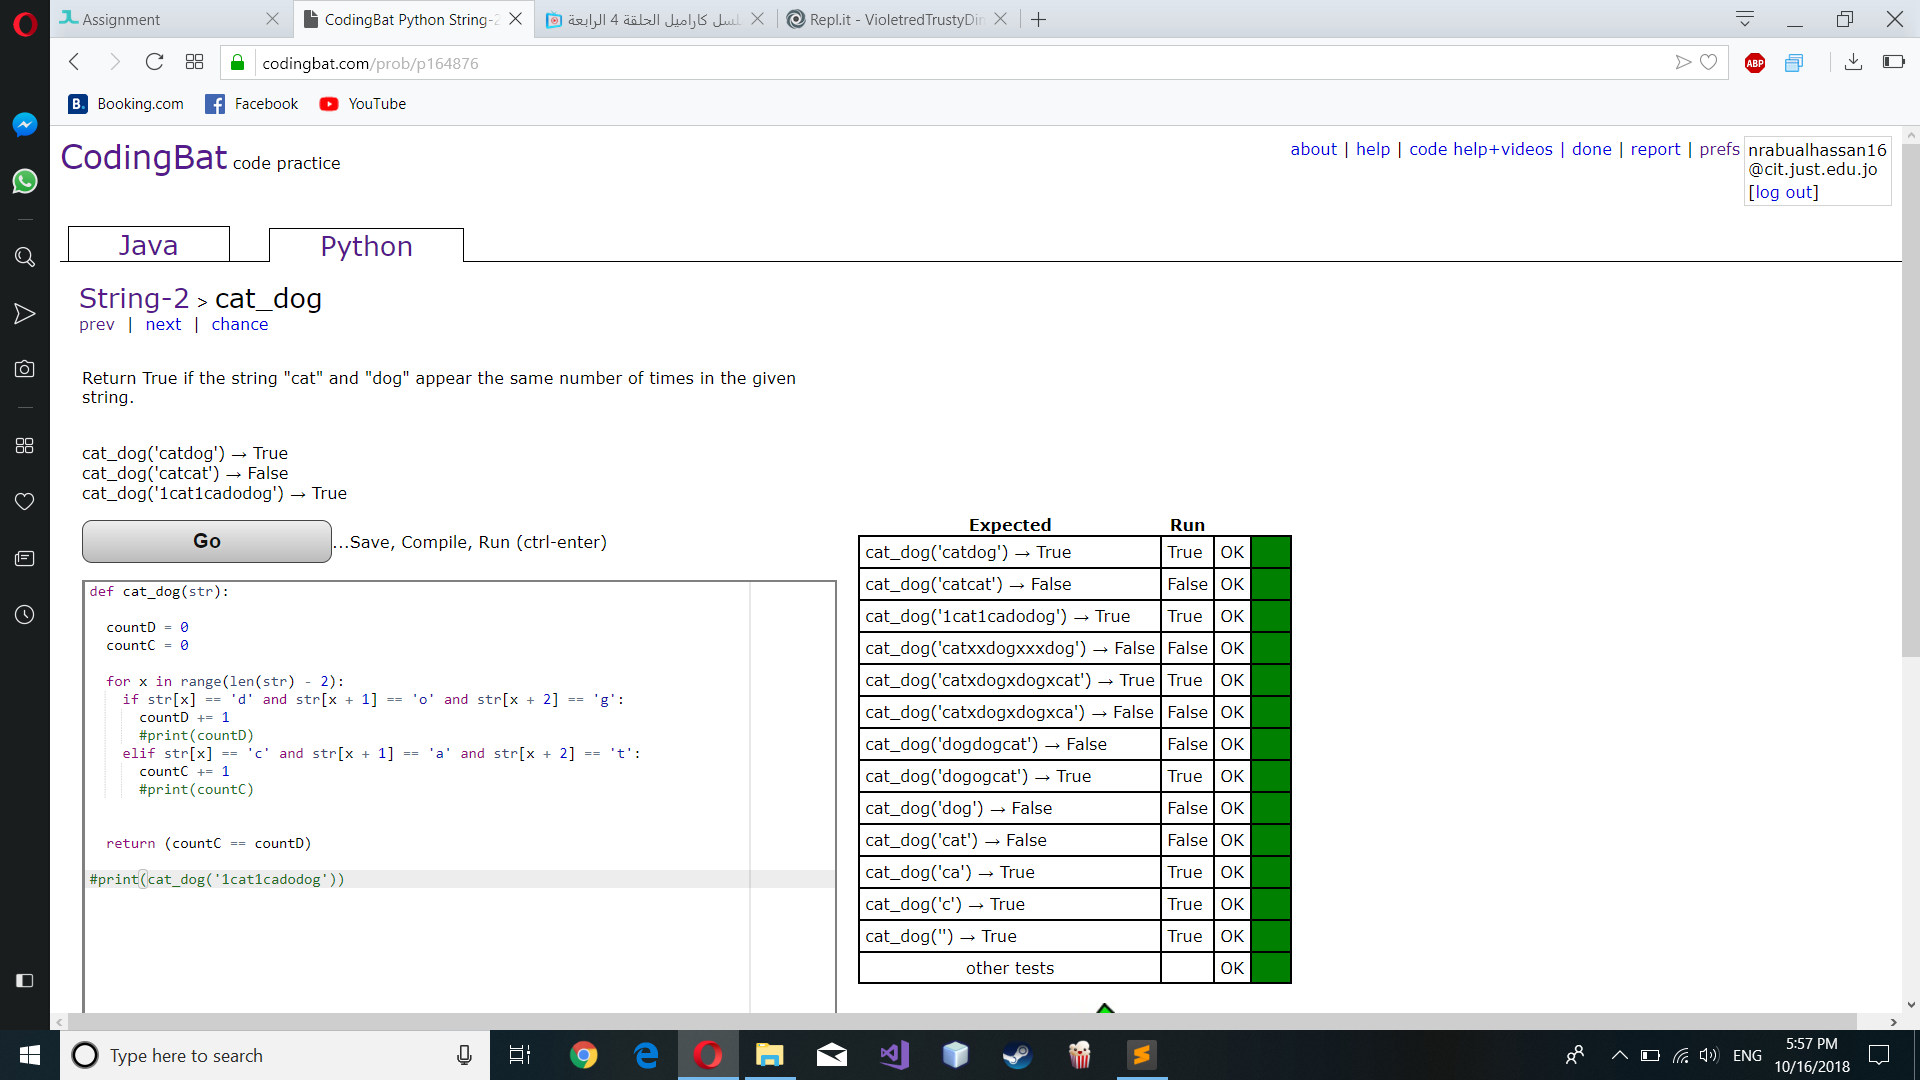 Assignment
CodingBat Python String-2
سلسل كاراميل الحلقة 4 الرابعة
Repl.it - VioletredTrustyDin
codingbat.com/prob/p164876
ABP
B. Booking.com
Facebook
YouTube
CodingBat code practice
about | help | code help+videos | done | report | prefs
nrabualhassan16
@cit.just.edu.jo
[log out]
Java
Python
String-2 > cat_dog
prev | next | chance
Return True if the string "cat" and "dog" appear the same number of times in the given
string.
cat_dog('catdog') → True
cat_dog('catcat') → False
cat_dog('1cat1cadodog') → True
Go
...Save, Compile, Run (ctrl-enter)
def cat_dog(str):
countD = 0
countC = 0
for x in range(len(str) - 2):
if str[x] == 'd' and str[x + 1] == 'o' and str[x + 2] == 'g':
countD += 1
#print(countD)
elif str[x] == 'c' and str[x + 1] == 'a' and str[x + 2] == 't':
countC += 1
#print(countC)
return (countC == countD)
#print(cat_dog('1cat1cadodog'))
Expected Run
cat_dog('catdog') → True True OK
cat_dog('catcat') → False False OK
cat_dog('1cat1cadodog') → True True OK
cat_dog('catxxdogxxxdog') → False False OK
cat_dog('catxdogxdogxcat') → True True OK
cat_dog('catxdogxdogxca') → False False OK
cat_dog('dogdogcat') → False False OK
cat_dog('dogogcat') → True True OK
cat_dog('dog') → False False OK
cat_dog('cat') → False False OK
cat_dog('ca') → True True OK
cat_dog('c') → True True OK
cat_dog('') → True True OK
other tests OK
Type here to search
ENG
5:57 PM
10/16/2018